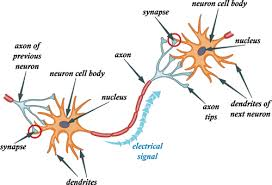 synapse
neuron cell body
nucleus
axon of
previous
neuron
neuron cell body
axon
nucleus
axon
tips
dendrites of
next neuron
electrical
signal
synapse
dendrites